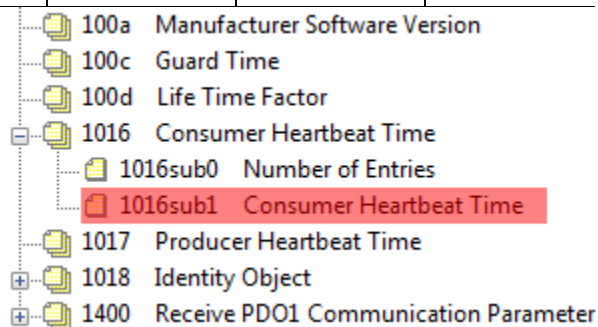 100a Manufacturer Software Version
100c Guard Time
100d Life Time Factor
1016 Consumer Heartbeat Time
1016sub0 Number of Entries
1016sub1 Consumer Heartbeat Time
1017 Producer Heartbeat Time
1018 Identity Object
1400 Receive PDO1 Communication Parameter